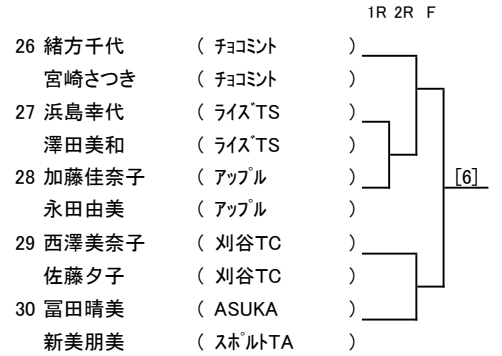 1R 2R F
26 緒方千代 ( ﾁｮｺﾐﾝﾄ )
宮崎さつき ( ﾁｮｺﾐﾝﾄ )
27 浜島幸代 ( ﾗｲｽﾞTS )
澤田美和 ( ﾗｲｽﾞTS )
28 加藤佳奈子 ( ｱｯﾌﾟﾙ )
[6]
永田由美 ( ｱｯﾌﾟﾙ )
29 西澤美奈子 ( 刈谷TC )
佐藤夕子 ( 刈谷TC )
30 冨田晴美 ( ASUKA )
新美朋美 ( ｽﾎﾟﾙﾄTA )